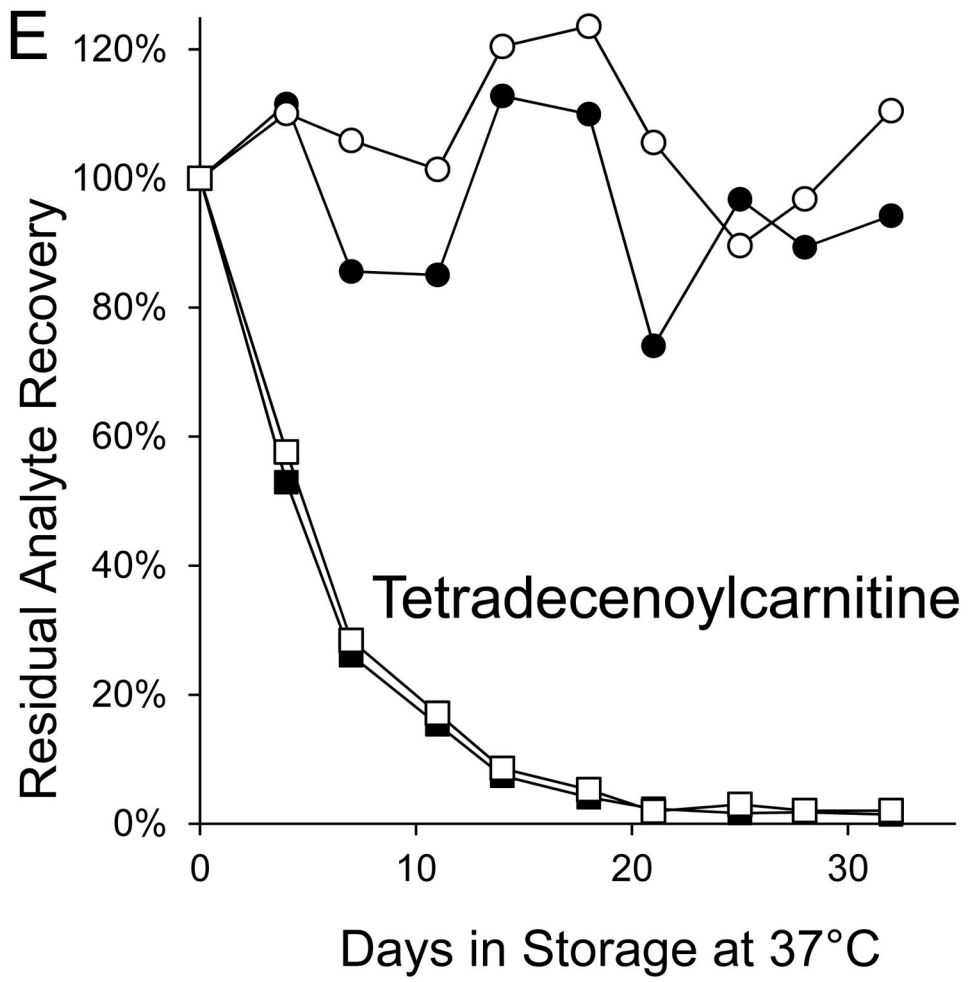 E
Residual Analyte Recovery
120%
100%
80%
60%
40%
20%
0%
Tetradecenoylcarnitine
0 10 20 30
Days in Storage at 37°C